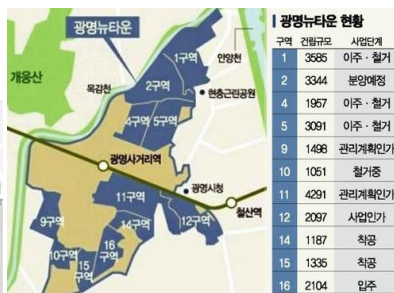 광명뉴타운
개웅산
목감천
안양천
1구역
2구역
현충근린공원
4구역
5구역
광명사거리역
광명시청
철산역
11구역
12구역
9구역
14구역
16구역
10구역
15구역
광명뉴타운 현황
구역 건립규모 사업단계
1 3585 이주·철거
2 3344 분양예정
4 1957 이주·철거
5 3091 이주·철거
9 1498 관리계획인가
10 1051 철거중
11 4291 관리계획인가
12 2097 사업인가
14 1187 착공
15 1335 착공
16 2104 입주